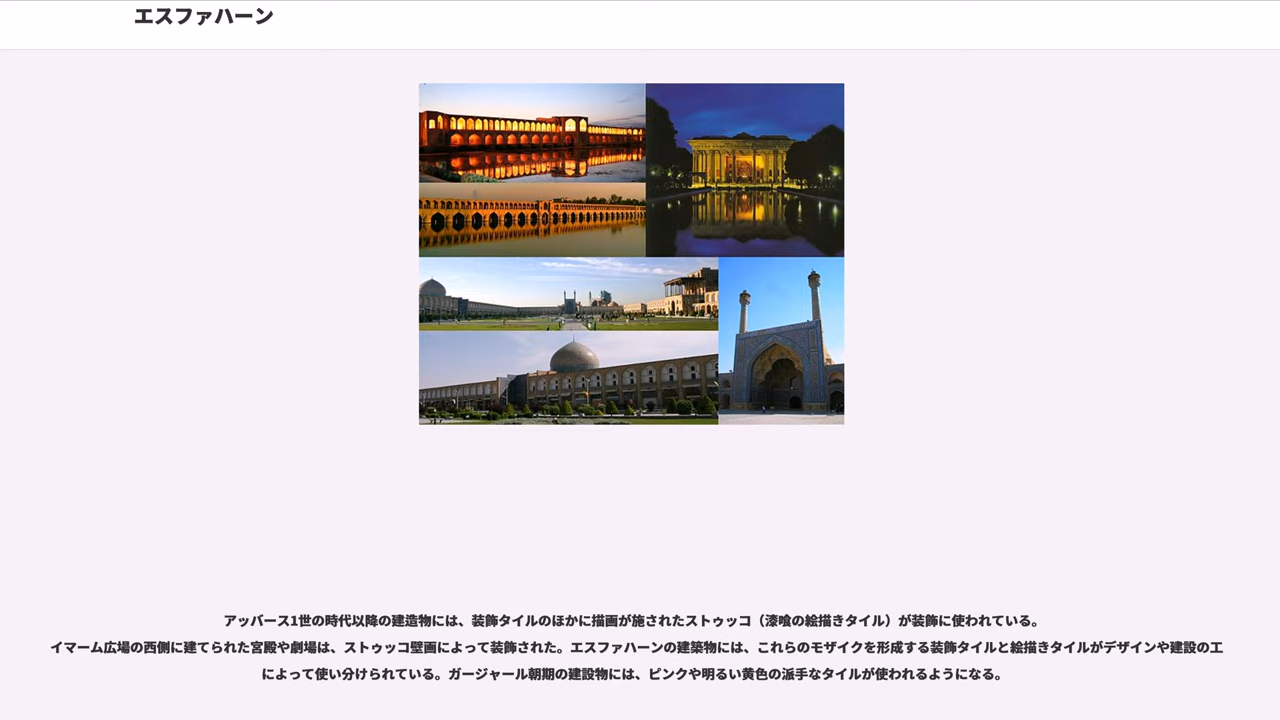 エスファハーン
アッバース1世の時代以降の建造物には、装飾タイルのほかに描画が施されたストゥッコ（漆喰の絵描きタイル）が装飾に使われている。
イマーム広場の西側に建てられた宮殿や劇場は、ストゥッコ壁画によって装飾された。エスファハーンの建築物には、これらのモザイクを形成する装飾タイルと絵描きタイルがデザインや建設の工
によって使い分けられている。ガージャール朝期の建設物には、ピンクや明るい黄色の派手なタイルが使われるようになる。